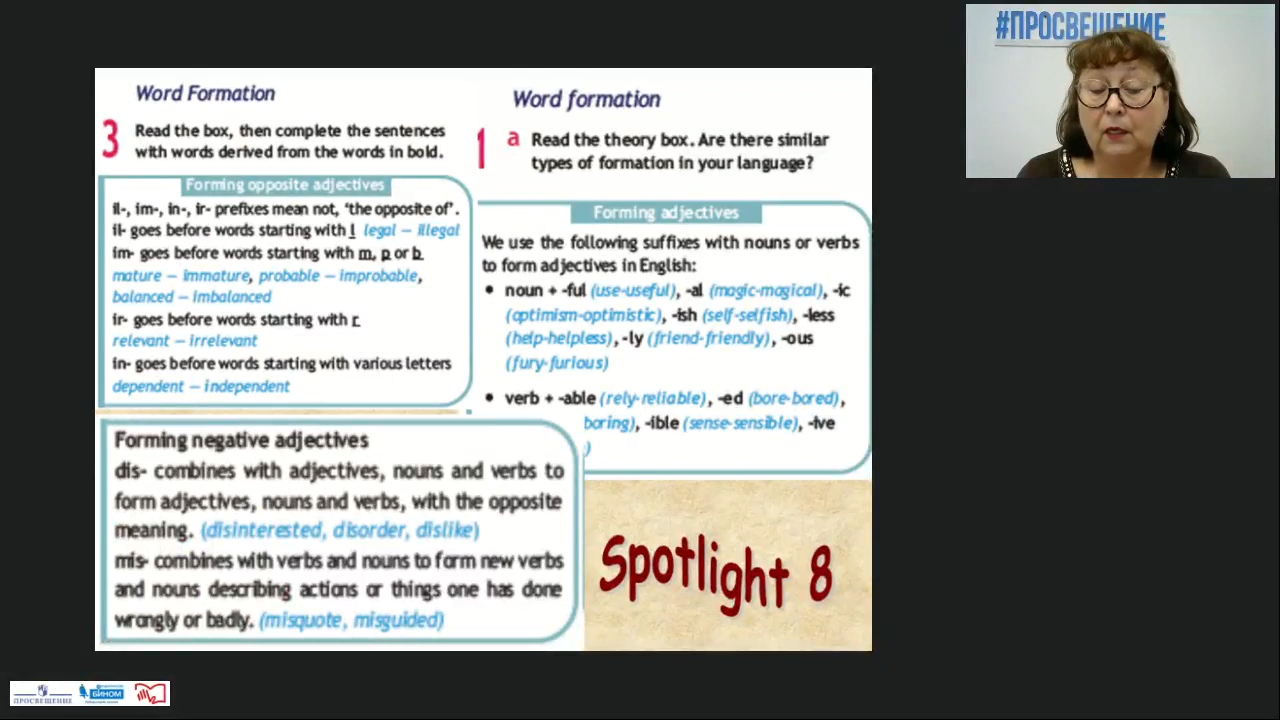 #ПРОСВЕЩЕНИЕ
Word Formation
3 Read the box, then complete the sentences
with words derived from the words in bold.
Forming opposite adjectives
il-, im-, in-, ir- prefixes mean not, ‘the opposite of’.
il- goes before words starting with l legal – illegal
im- goes before words starting with m, p or b
mature – immature, probable – improbable,
balanced – imbalanced
ir- goes before words starting with r
relevant – irrelevant
in- goes before words starting with various letters
dependent – independent
Word formation
1 a Read the theory box. Are there similar
types of formation in your language?
Forming adjectives
We use the following suffixes with nouns or verbs
to form adjectives in English:
• noun + -ful (use-useful), -al (magic-magical), -ic
(optimism-optimistic), -ish (self-selfish), -less
(help-helpless), -ly (friend-friendly), -ous
(fury-furious)
• verb + -able (rely-reliable), -ed (bore-bored),
boring), -ible (sense-sensible), -ive
)
Forming negative adjectives
dis- combines with adjectives, nouns and verbs to
form adjectives, nouns and verbs, with the opposite
meaning. (disinterested, disorder, dislike)
mis- combines with verbs and nouns to form new verbs
and nouns describing actions or things one has done
wrongly or badly. (misquote, misguided)
Spotlight 8
ПРОСВЕЩЕНИЕ
БИНОМ